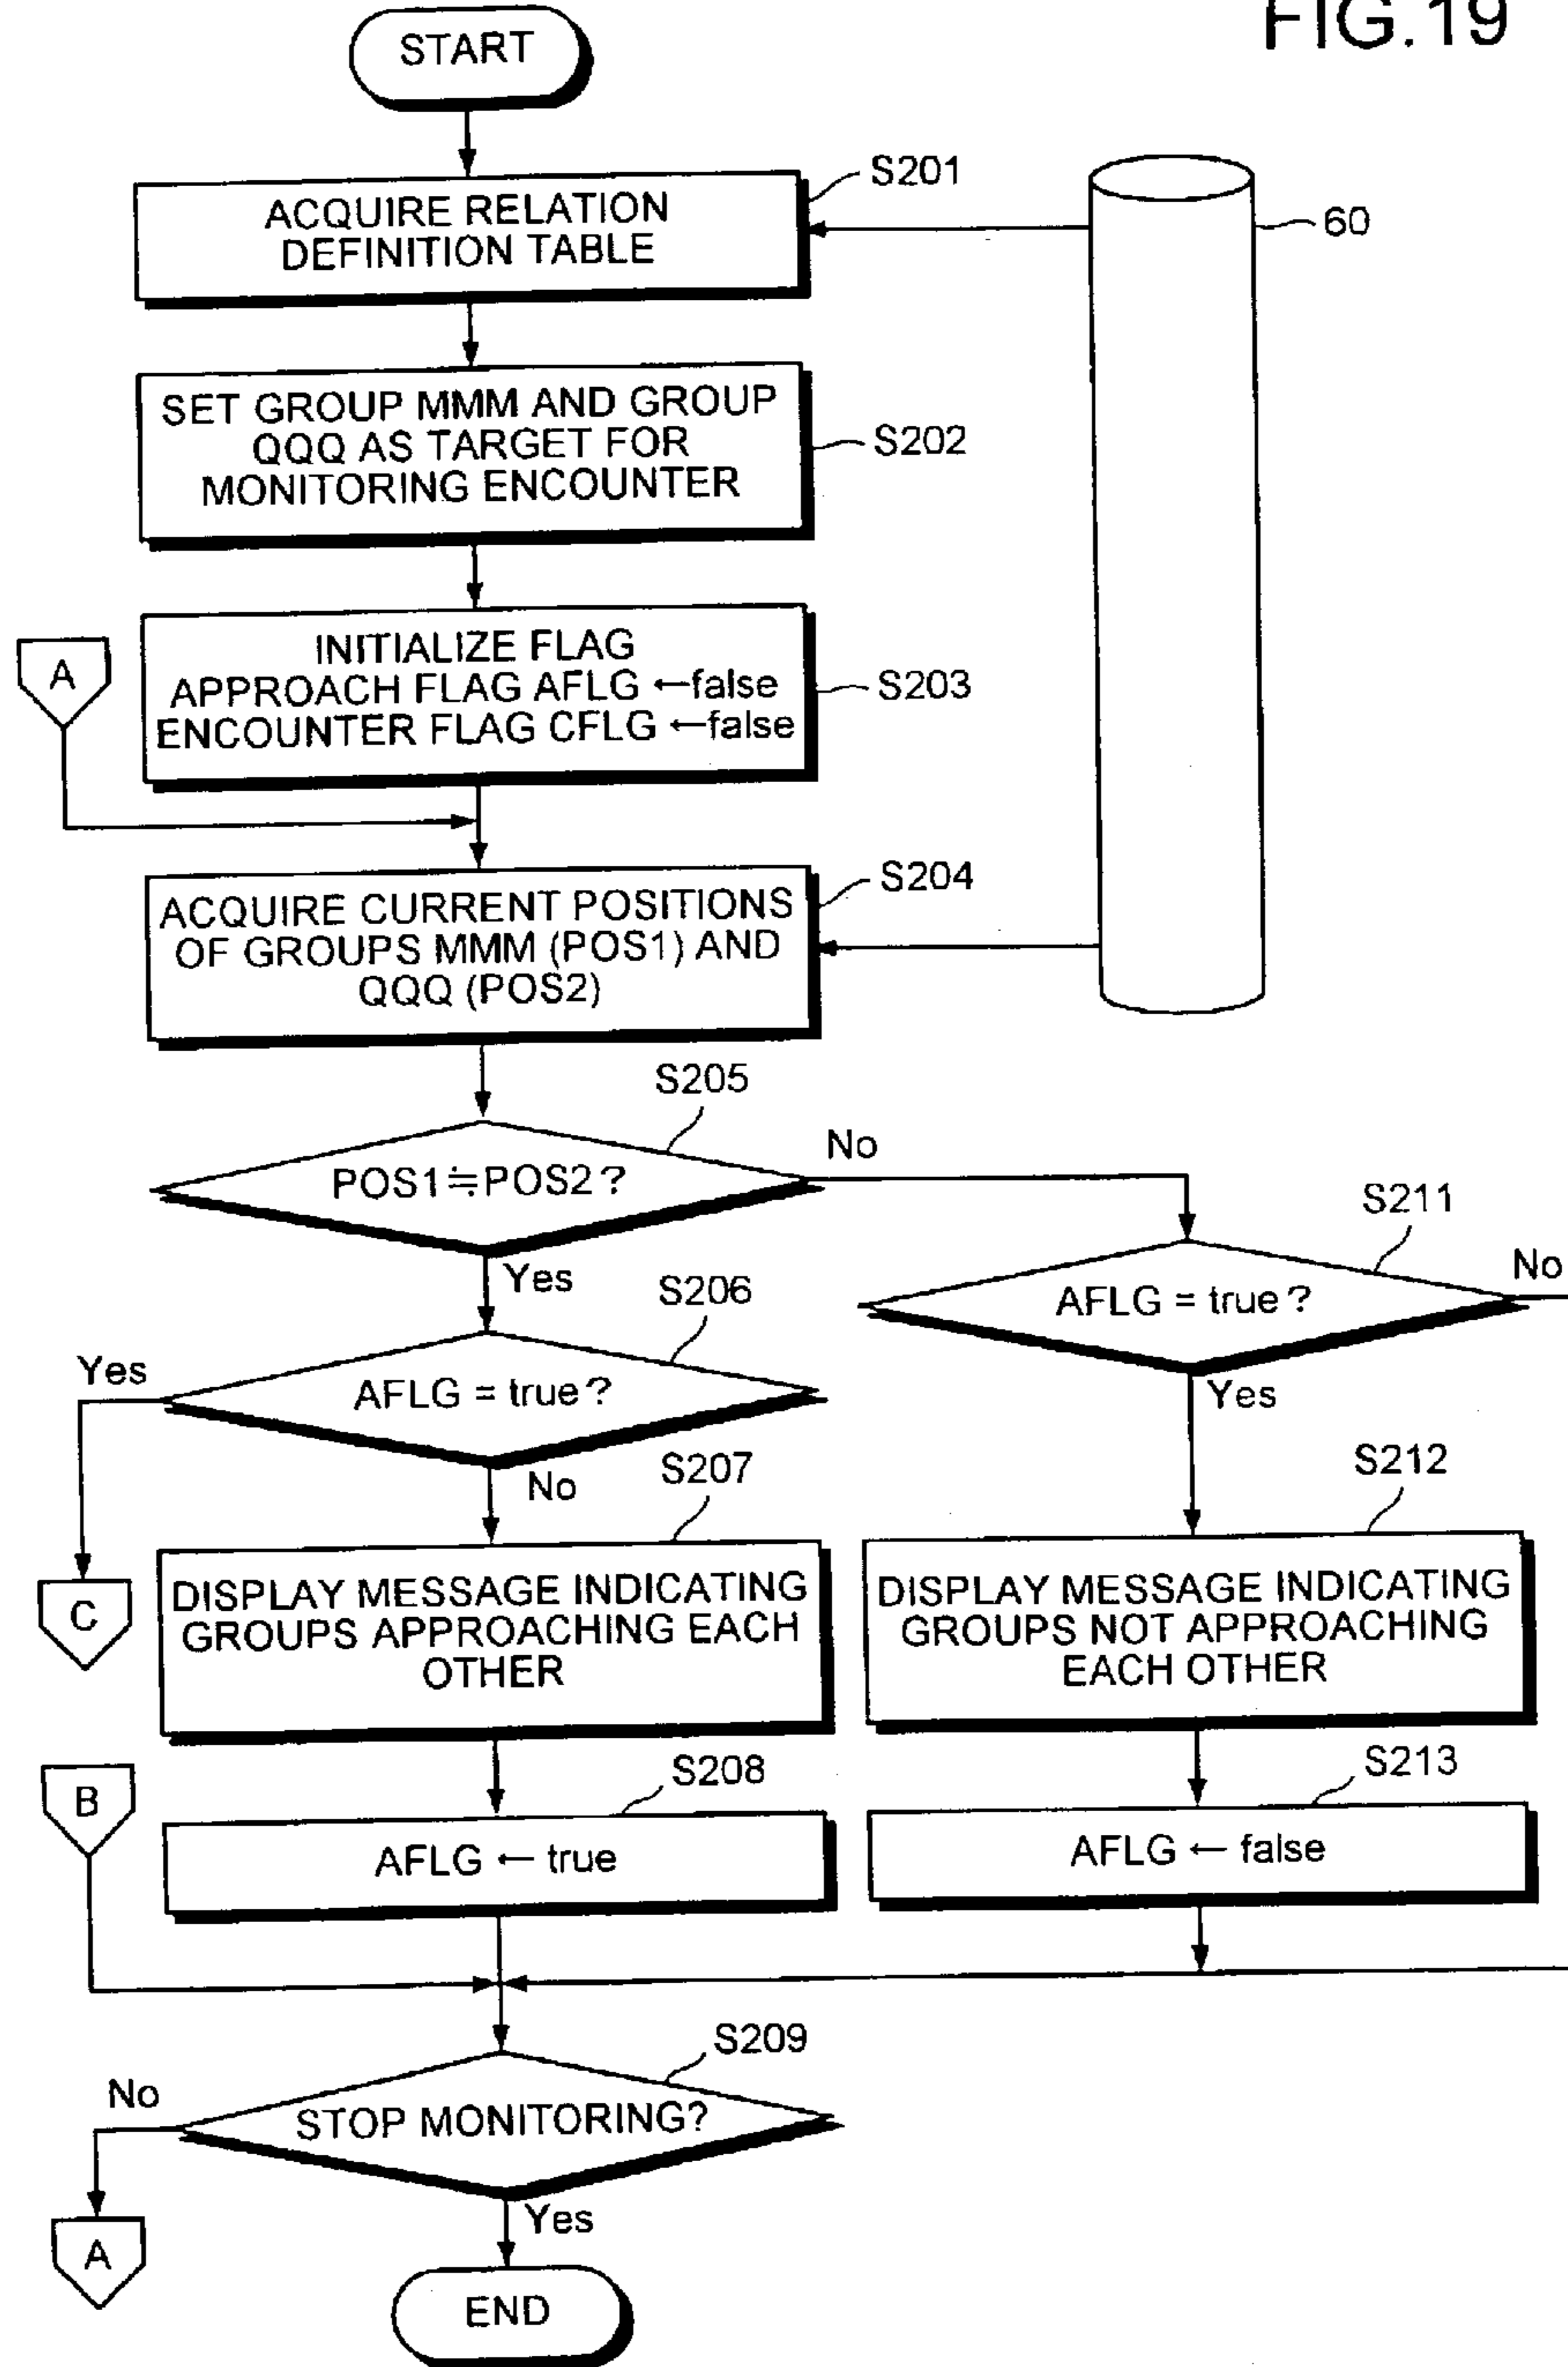 FIG.19
START
S201
ACQUIRE RELATION
DEFINITION TABLE
60
SET GROUP MMM AND GROUP
QQQ AS TARGET FOR
MONITORING ENCOUNTER
S202
A
INITIALIZE FLAG
APPROACH FLAG AFLG ←false
ENCOUNTER FLAG CFLG ←false
S203
S204
ACQUIRE CURRENT POSITIONS
OF GROUPS MMM (POS1) AND
QQQ (POS2)
S205
POS1≒POS2?
No
Yes
S211
AFLG = true?
No
Yes
S206
AFLG = true?
Yes
No
C
S207
DISPLAY MESSAGE INDICATING
GROUPS APPROACHING EACH
OTHER
S212
DISPLAY MESSAGE INDICATING
GROUPS NOT APPROACHING
EACH OTHER
B
S208
AFLG ← true
S213
AFLG ← false
S209
STOP MONITORING?
No
Yes
A
END